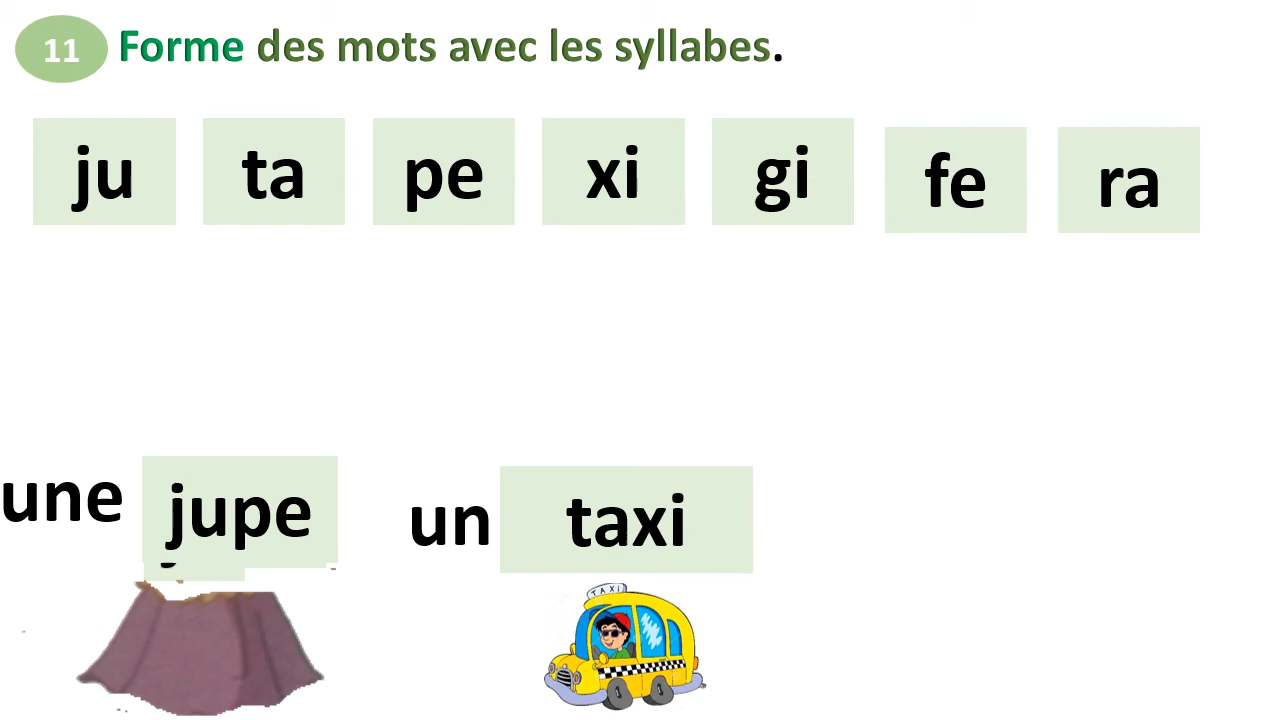 11 Forme des mots avec les syllabes.
ju ta pe xi gi fe ra
une jupe un taxi
TAXI